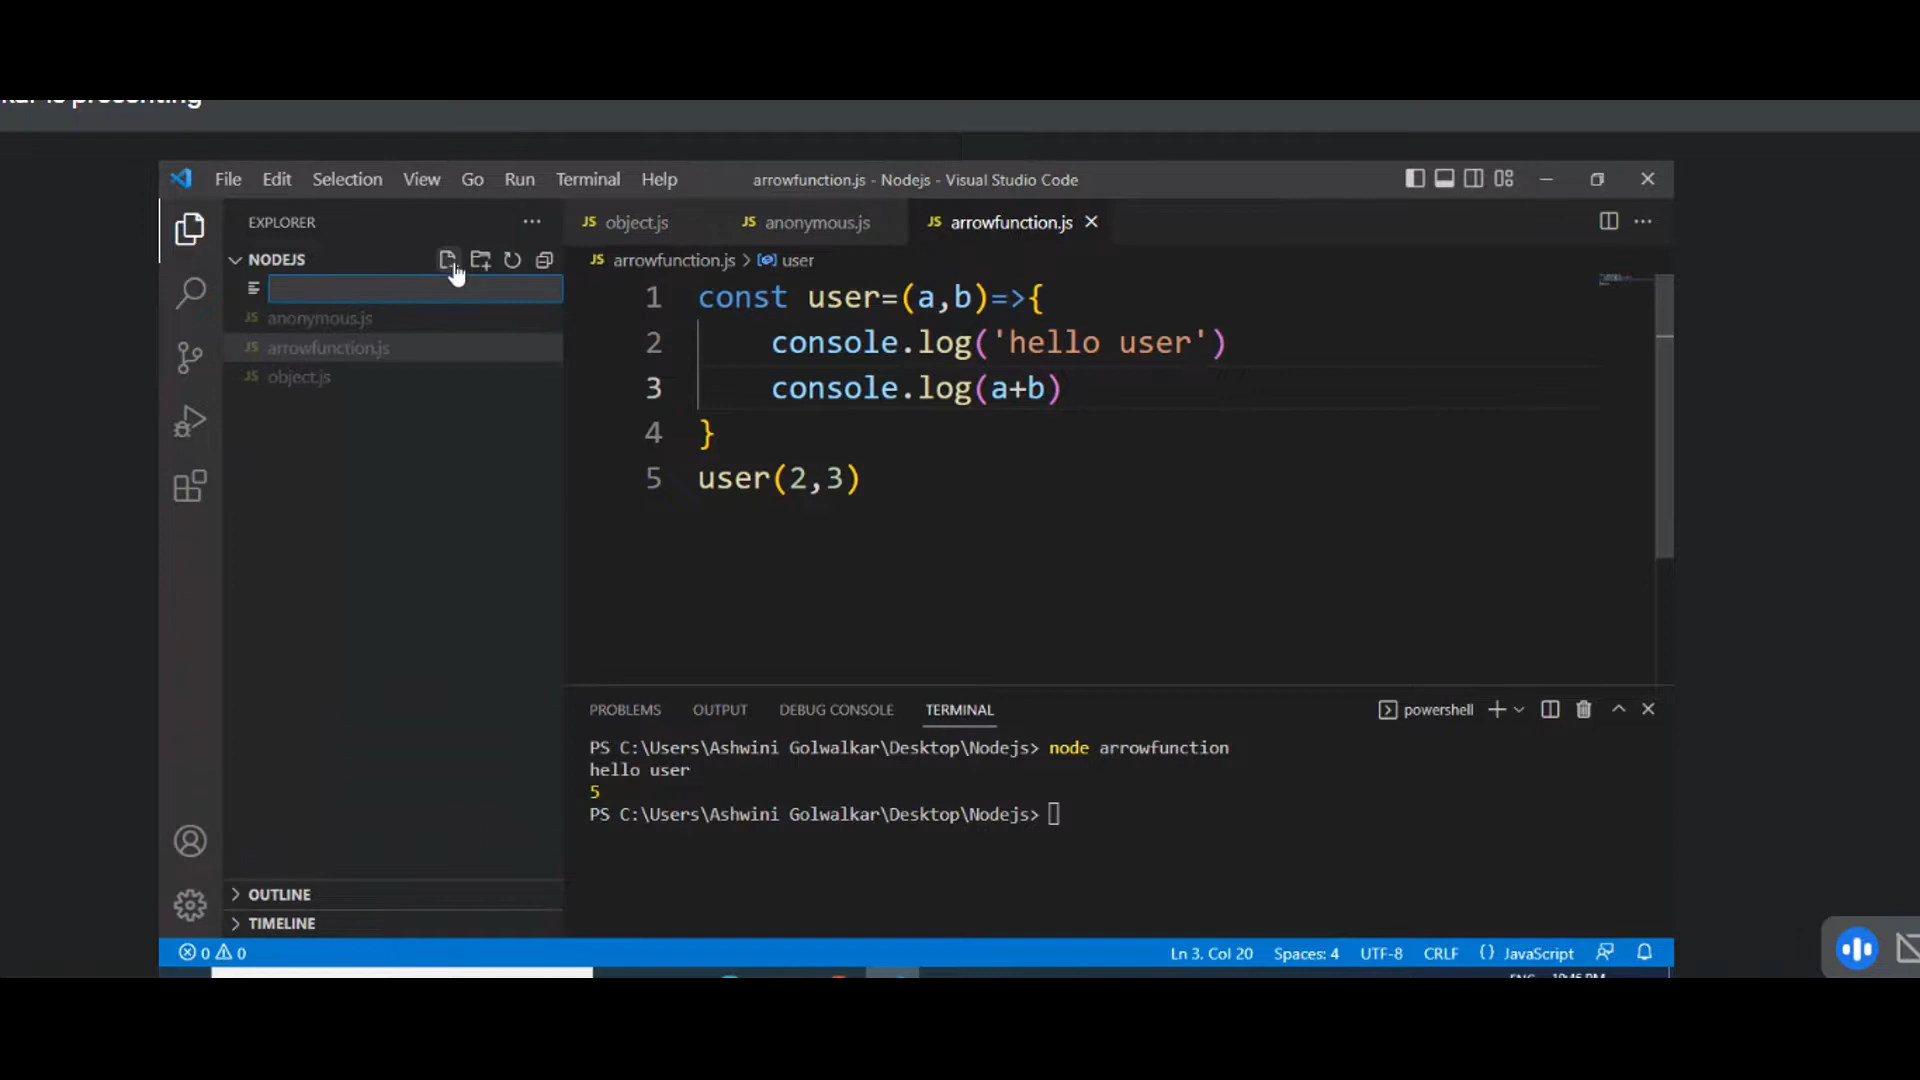 is presenting
File Edit Selection View Go Run Terminal Help
arrowfunction.js - Nodejs - Visual Studio Code
EXPLORER
JS object.js
JS anonymous.js
JS arrowfunction.js
NODEJS
JS arrowfunction.js > user
JS anonymous.js
JS arrowfunction.js
JS object.js
1 const user=(a,b)=>{
2 console.log('hello user')
3 console.log(a+b)
4 }
5 user(2,3)
PROBLEMS OUTPUT DEBUG CONSOLE TERMINAL
powershell
PS C:\Users\Ashwini Golwalkar\Desktop\Nodejs> node arrowfunction
hello user
5
PS C:\Users\Ashwini Golwalkar\Desktop\Nodejs>
OUTLINE
TIMELINE
0 0
Ln 3, Col 20 Spaces: 4 UTF-8 CRLF {} JavaScript